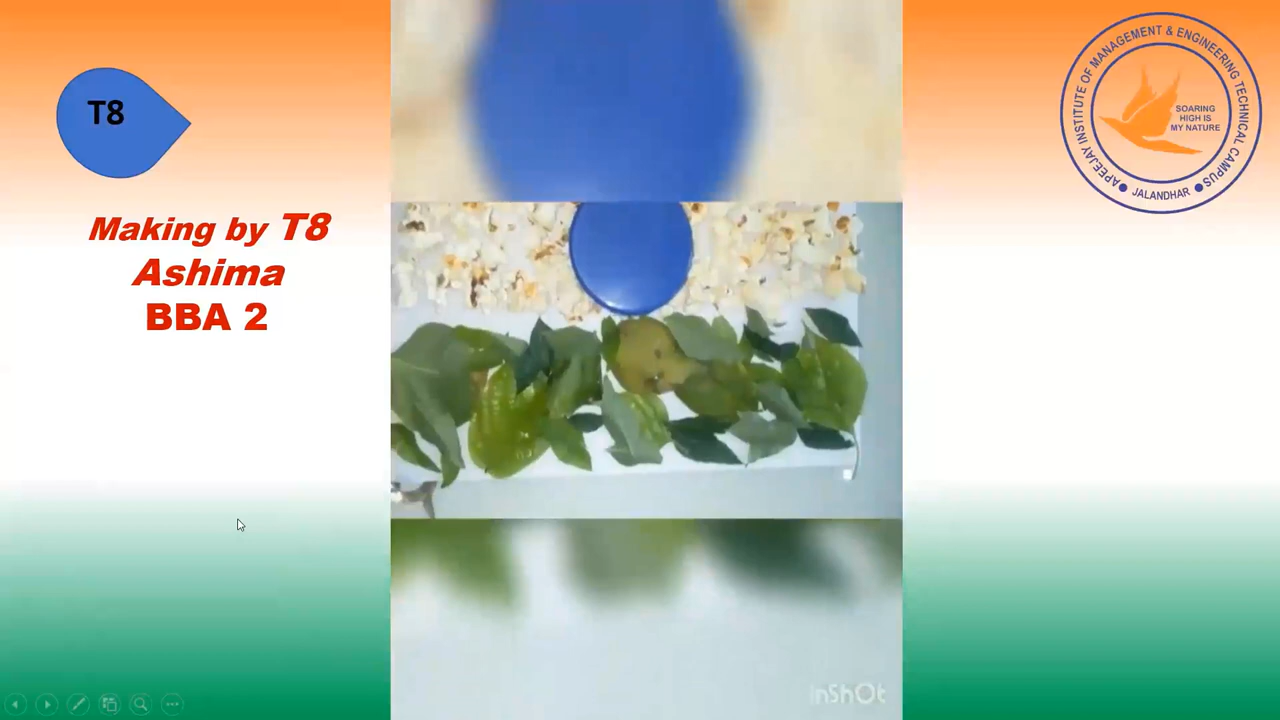 T8
Making by T8
Ashima
BBA 2
APEEJAY INSTITUTE OF MANAGEMENT & ENGINEERING TECHNICAL CAMPUS
JALANDHAR
SOARING
HIGH IS
MY NATURE
InShOt